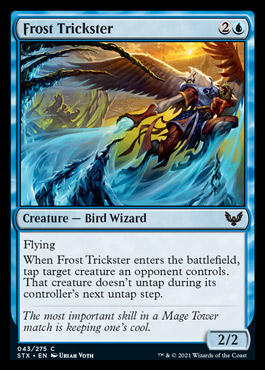 Frost Trickster 2
Creature — Bird Wizard
Flying
When Frost Trickster enters the battlefield,
tap target creature an opponent controls.
That creature doesn't untap during its
controller's next untap step.
The most important skill in a Mage Tower
match is keeping one's cool.
2/2
043/275 C
STX • EN Uriah Voth
™ & © 2021 Wizards of the Coast